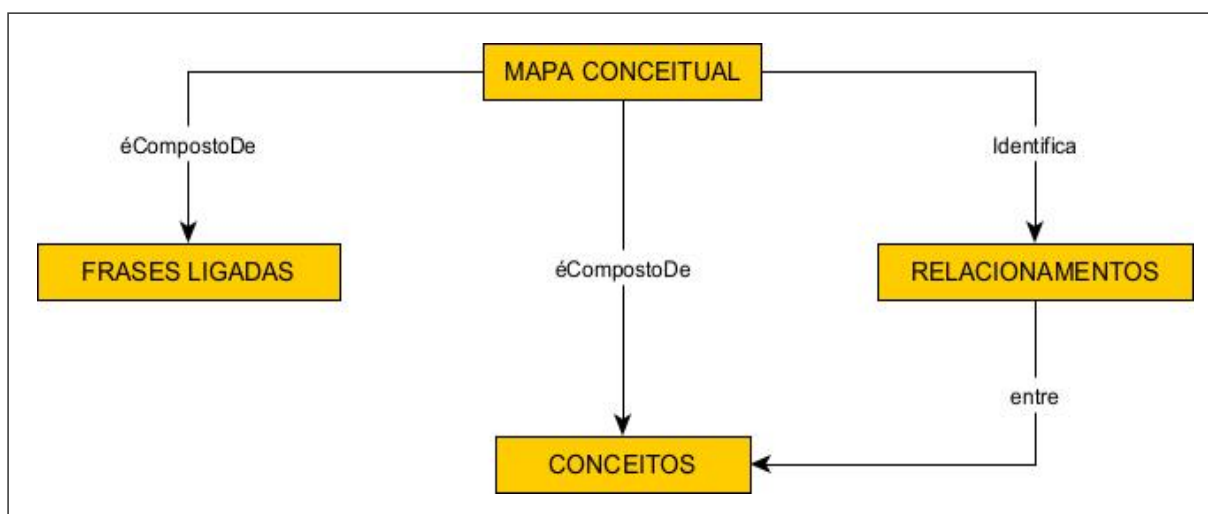 MAPA CONCEITUAL
éCompostoDe
Identifica
FRASES LIGADAS
éCompostoDe
RELACIONAMENTOS
entre
CONCEITOS